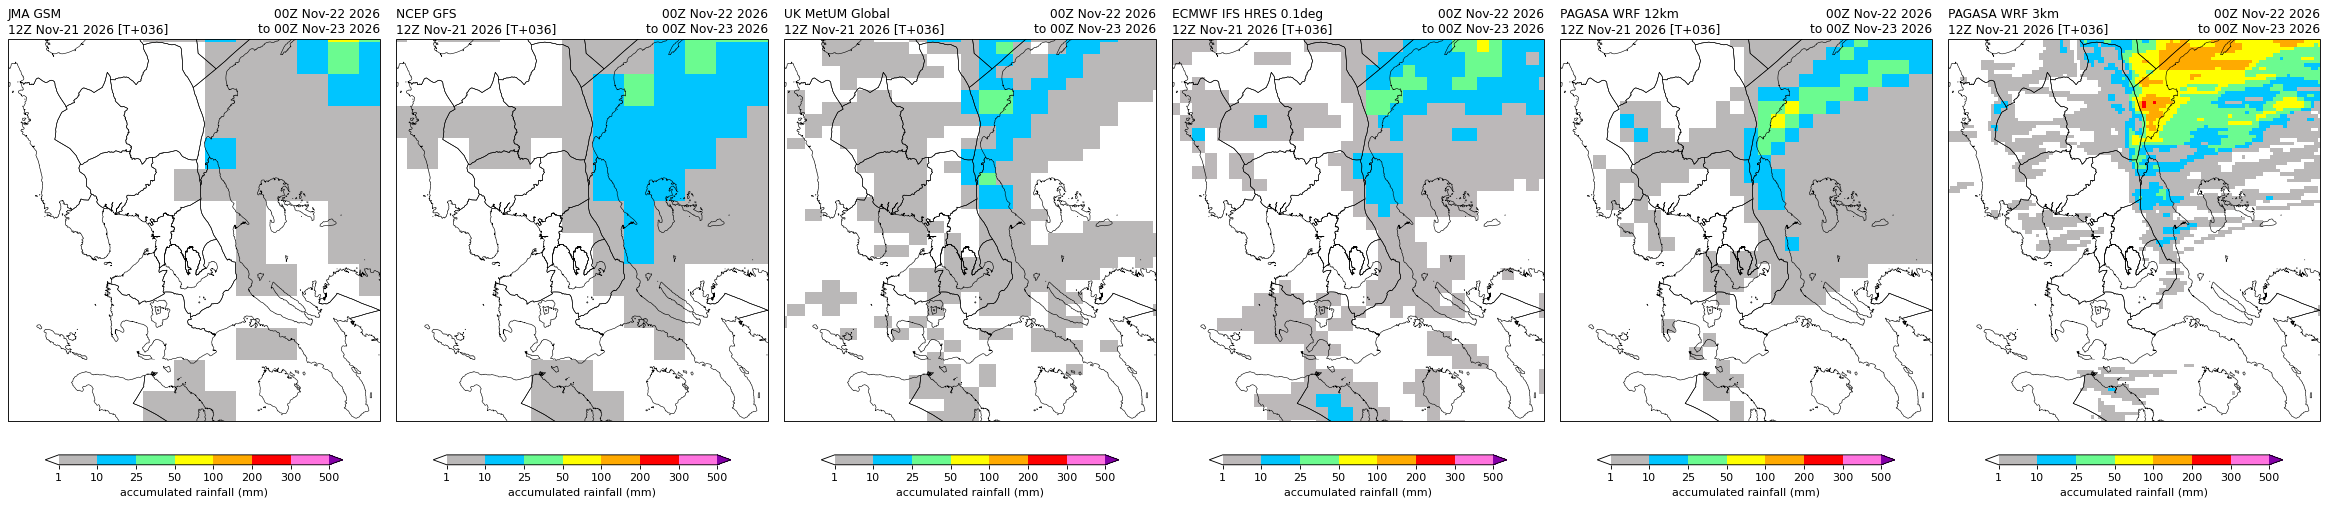 JMA GSM 00Z Nov-22 2026
12Z Nov-21 2026 [T+036] to 00Z Nov-23 2026
1 10 25 50 100 200 300 500
accumulated rainfall (mm)
NCEP GFS 00Z Nov-22 2026
12Z Nov-21 2026 [T+036] to 00Z Nov-23 2026
1 10 25 50 100 200 300 500
accumulated rainfall (mm)
UK MetUM Global 00Z Nov-22 2026
12Z Nov-21 2026 [T+036] to 00Z Nov-23 2026
1 10 25 50 100 200 300 500
accumulated rainfall (mm)
ECMWF IFS HRES 0.1deg 00Z Nov-22 2026
12Z Nov-21 2026 [T+036] to 00Z Nov-23 2026
1 10 25 50 100 200 300 500
accumulated rainfall (mm)
PAGASA WRF 12km 00Z Nov-22 2026
12Z Nov-21 2026 [T+036] to 00Z Nov-23 2026
1 10 25 50 100 200 300 500
accumulated rainfall (mm)
PAGASA WRF 3km 00Z Nov-22 2026
12Z Nov-21 2026 [T+036] to 00Z Nov-23 2026
1 10 25 50 100 200 300 500
accumulated rainfall (mm)